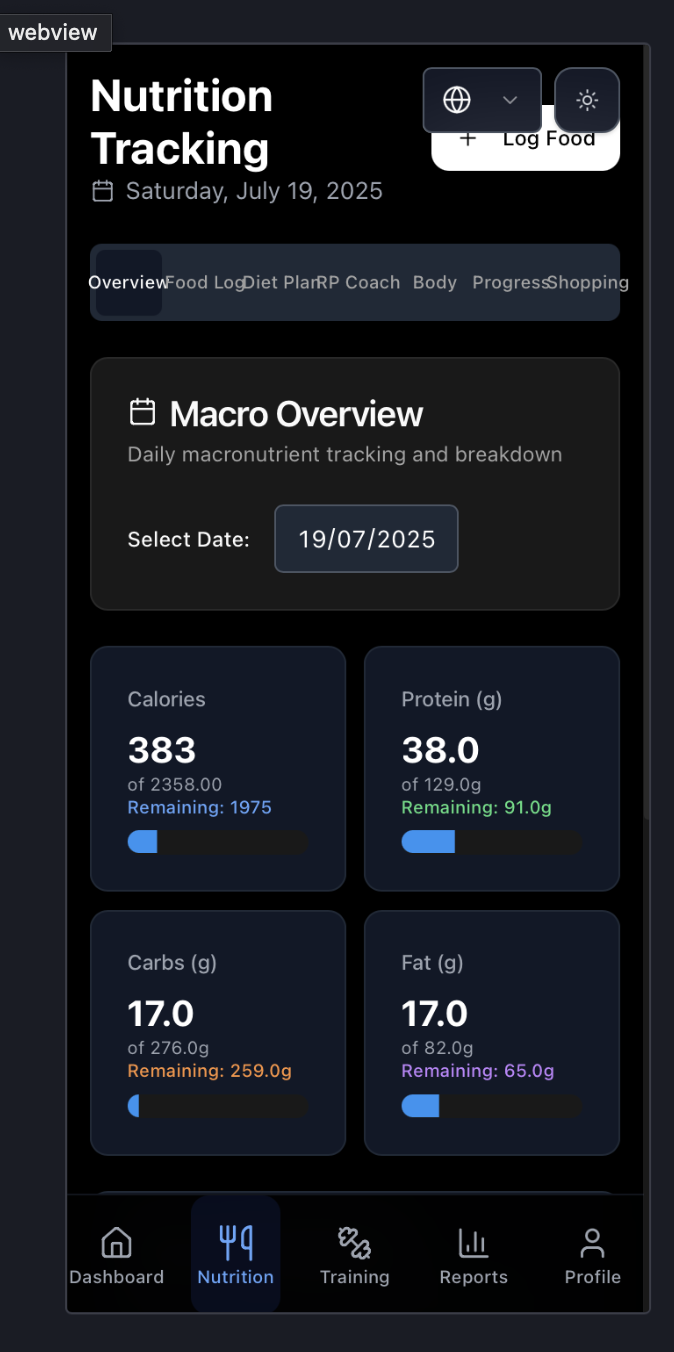 webview
Nutrition
Tracking
+ Log Food
Saturday, July 19, 2025
Overview Food Log Diet Plan RP Coach Body Progress Shopping
Macro Overview
Daily macronutrient tracking and breakdown
Select Date: 19/07/2025
Calories
383
of 2358.00
Remaining: 1975
Protein (g)
38.0
of 129.0g
Remaining: 91.0g
Carbs (g)
17.0
of 276.0g
Remaining: 259.0g
Fat (g)
17.0
of 82.0g
Remaining: 65.0g
Dashboard Nutrition Training Reports Profile